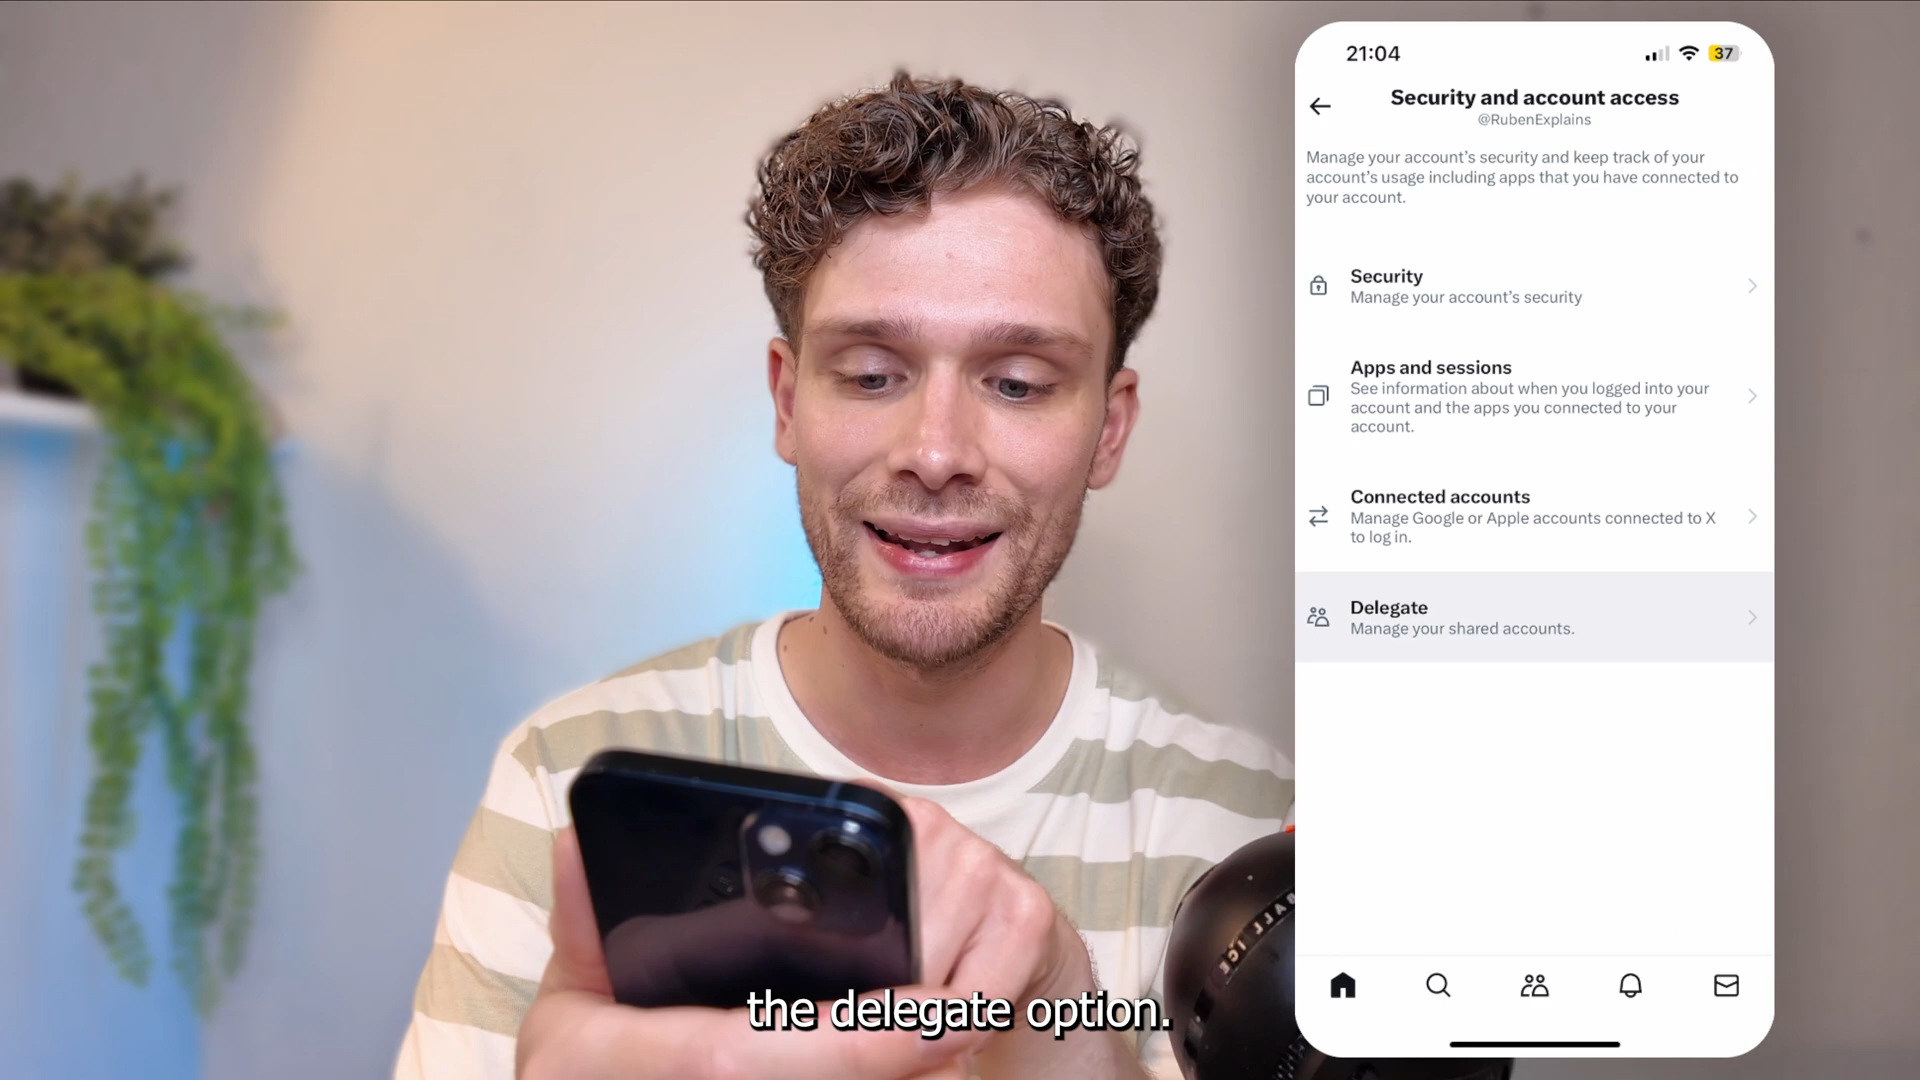 21:04
37
Security and account access
@RubenExplains
Manage your account's security and keep track of your
account's usage including apps that you have connected to
your account.
Security
Manage your account's security
Apps and sessions
See information about when you logged into your
account and the apps you connected to your
account.
Connected accounts
Manage Google or Apple accounts connected to X
to log in.
Delegate
Manage your shared accounts.
the delegate option.